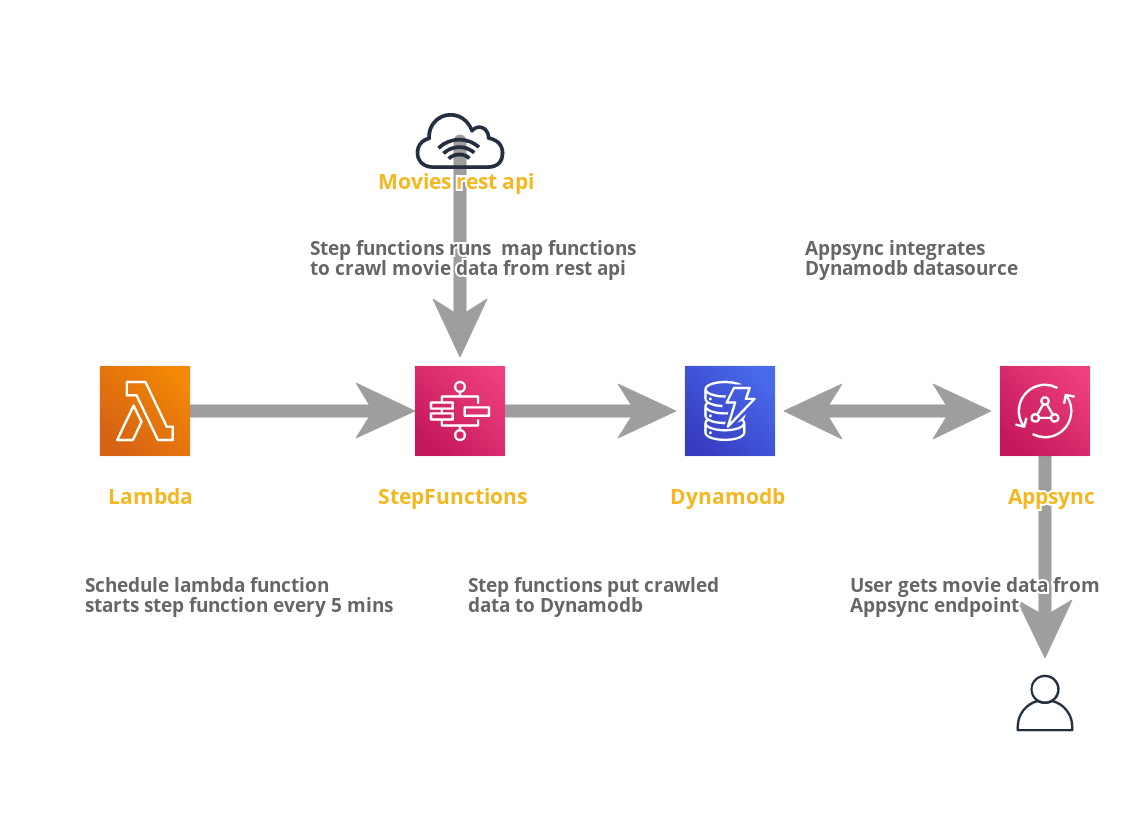 Movies rest api
Step functions runs  map functions
to crawl movie data from rest api
Appsync integrates
Dynamodb datasource
Lambda
StepFunctions
Dynamodb
Appsync
Schedule lambda function
starts step function every 5 mins
Step functions put crawled
data to Dynamodb
User gets movie data from
Appsync endpoint